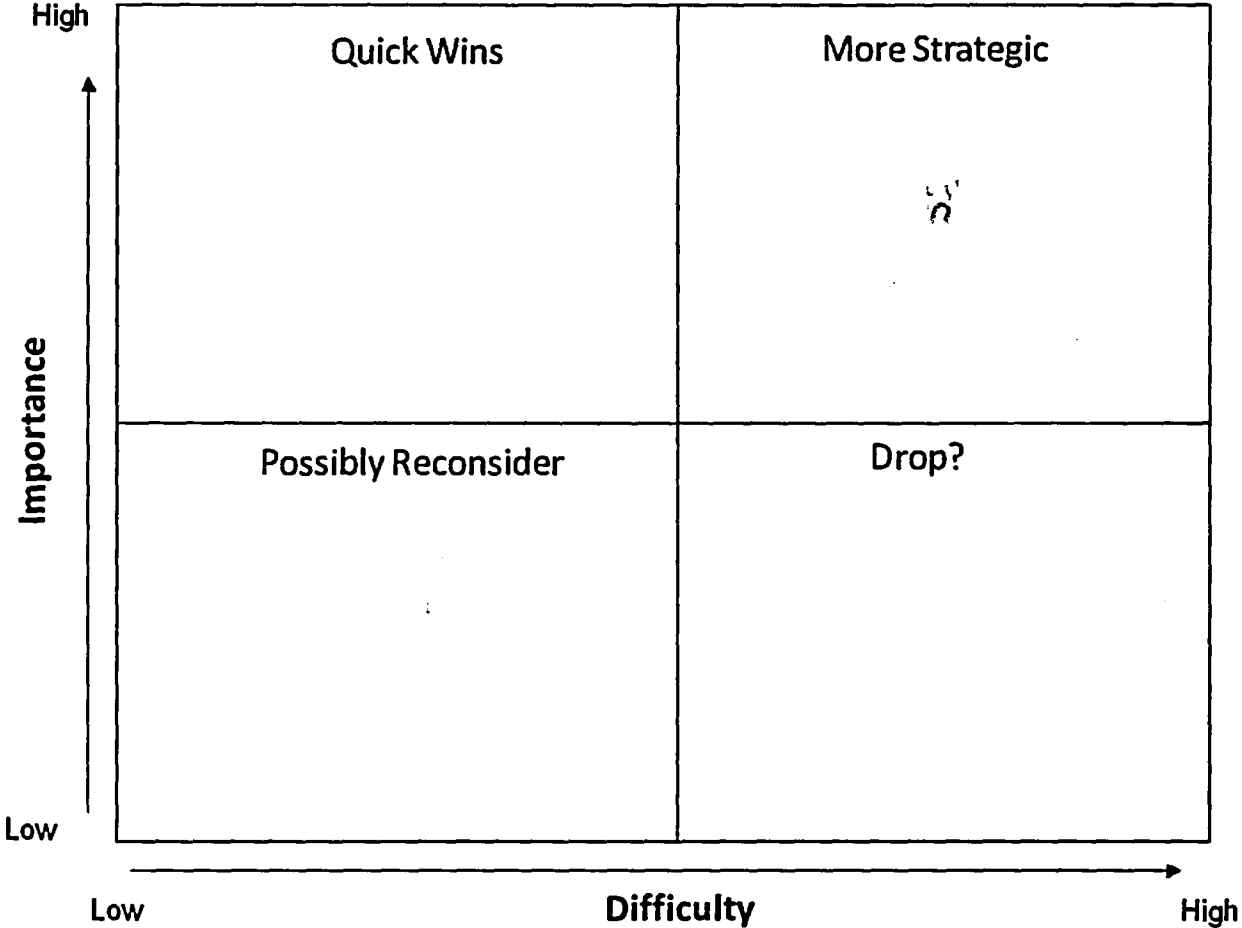 High
Quick Wins
More Strategic
Importance
Possibly Reconsider
Drop?
Low
Low
Difficulty
High